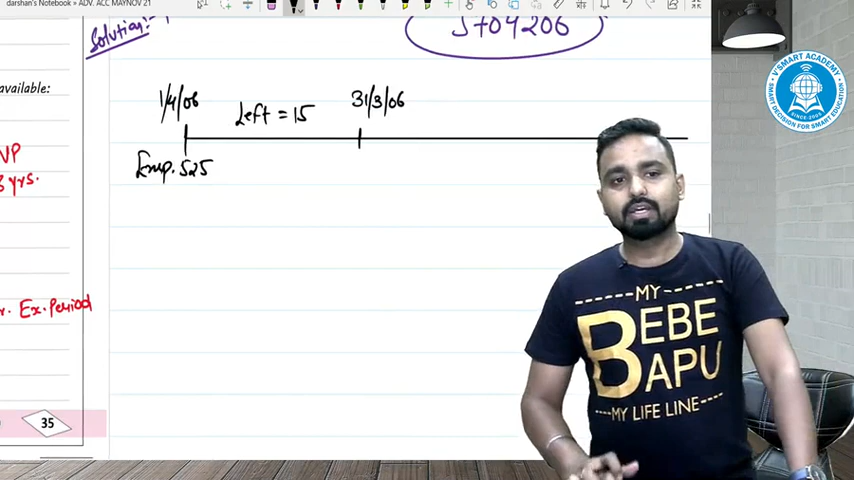 darshan's Notebook » ADV. ACC MAYNOV 21
Solution:-
5704206
available:
1/4/06
Left = 15
31/3/06
Emp. 525
VP
3 yrs.
r. Ex. Period
35
V'SMART ACADEMY
SMART DECISION FOR SMART EDUCATION
SINCE-2005
MY
BEBE
BAPU
MY LIFE LINE